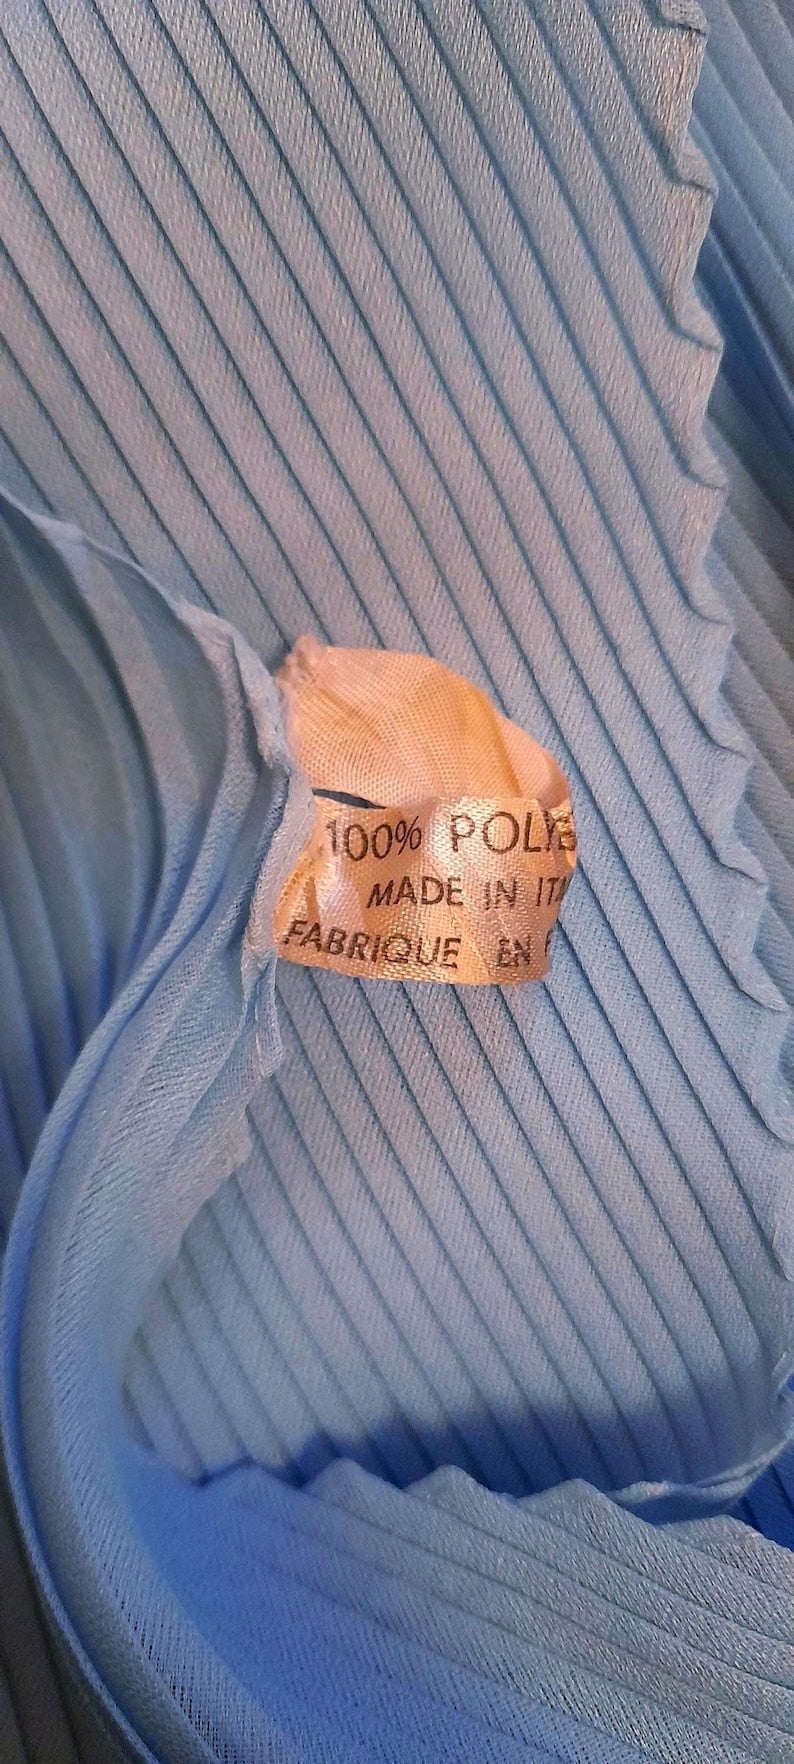 100% POLYE
MADE IN ITA
FABRIQUE EN